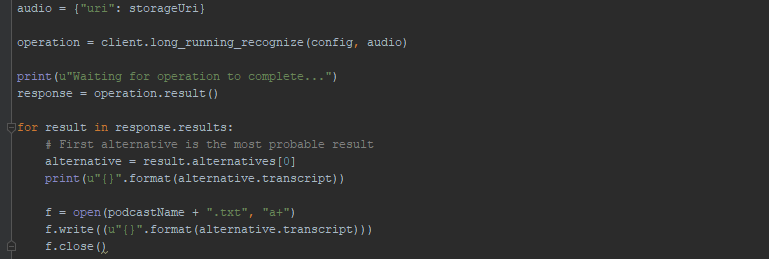 audio = {"uri": storageUri}
operation = client.long_running_recognize(config, audio)
print(u"Waiting for operation to complete...")
response = operation.result()
for result in response.results:
    # First alternative is the most probable result
    alternative = result.alternatives[0]
    print(u"{}".format(alternative.transcript))
    f = open(podcastName + ".txt", "a+")
    f.write((u"{}".format(alternative.transcript)))
    f.close()